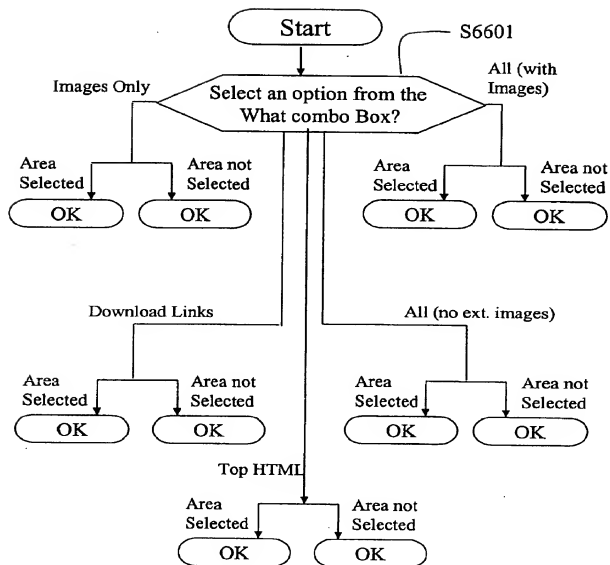 Start
S6601
Images Only
Select an option from the
What combo Box?
All (with
Images)
Area
Selected
Area not
Selected
OK
OK
Area
Selected
Area not
Selected
OK
OK
Download Links
All (no ext. images)
Area
Selected
Area not
Selected
OK
OK
Area
Selected
Area not
Selected
OK
OK
Top HTML
Area
Selected
Area not
Selected
OK
OK